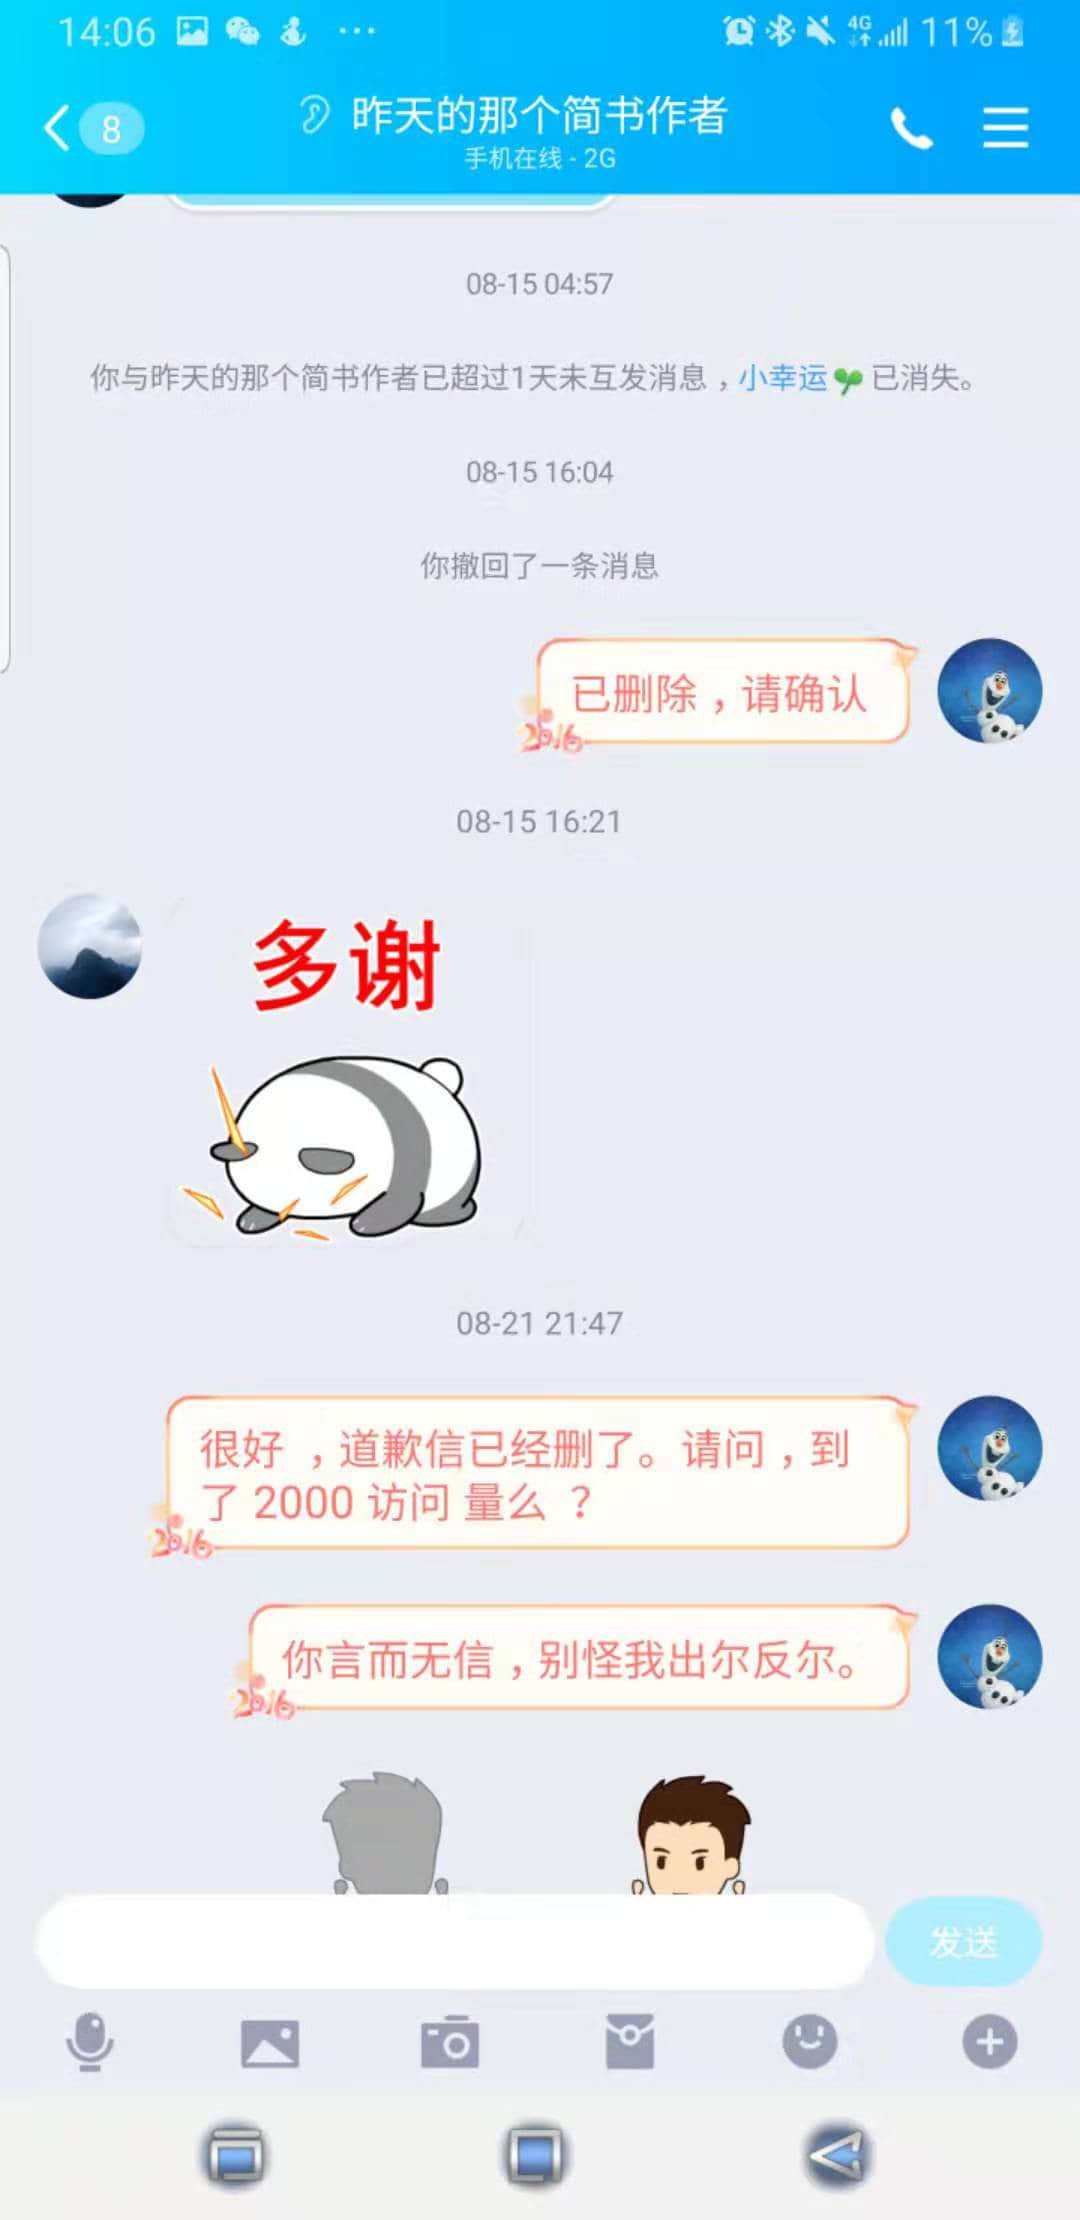 14:06 ··· 4G 11%
8 昨天的那个简书作者
手机在线 - 2G
08-15 04:57
你与昨天的那个简书作者已超过1天未互发消息，小幸运 已消失。
08-15 16:04
你撤回了一条消息
已删除，请确认
2016
08-15 16:21
多谢
08-21 21:47
很好 ，道歉信已经删了。请问，到
了 2000 访问 量么 ？
2016
你言而无信，别怪我出尔反尔。
2016
发送